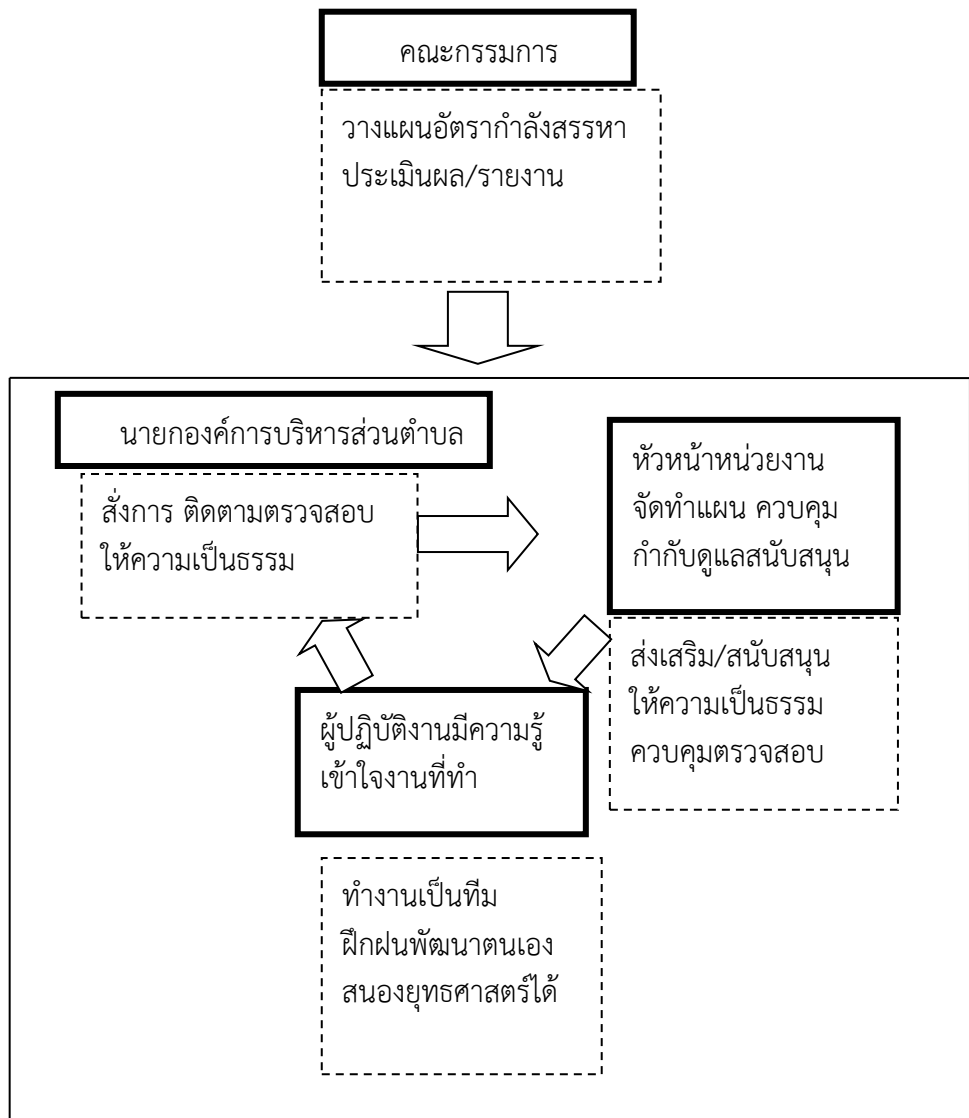 คณะกรรมการ
วางแผนอัตรากำลังสรรหา
ประเมินผล/รายงาน
นายกองค์การบริหารส่วนตำบล
สั่งการ ติดตามตรวจสอบ
ให้ความเป็นธรรม
หัวหน้าหน่วยงาน
จัดทำแผน ควบคุม
กำกับดูแลสนับสนุน
ส่งเสริม/สนับสนุน
ให้ความเป็นธรรม
ควบคุมตรวจสอบ
ผู้ปฏิบัติงานมีความรู้
เข้าใจงานที่ทำ
ทำงานเป็นทีม
ฝึกฝนพัฒนาตนเอง
สนองยุทธศาสตร์ได้